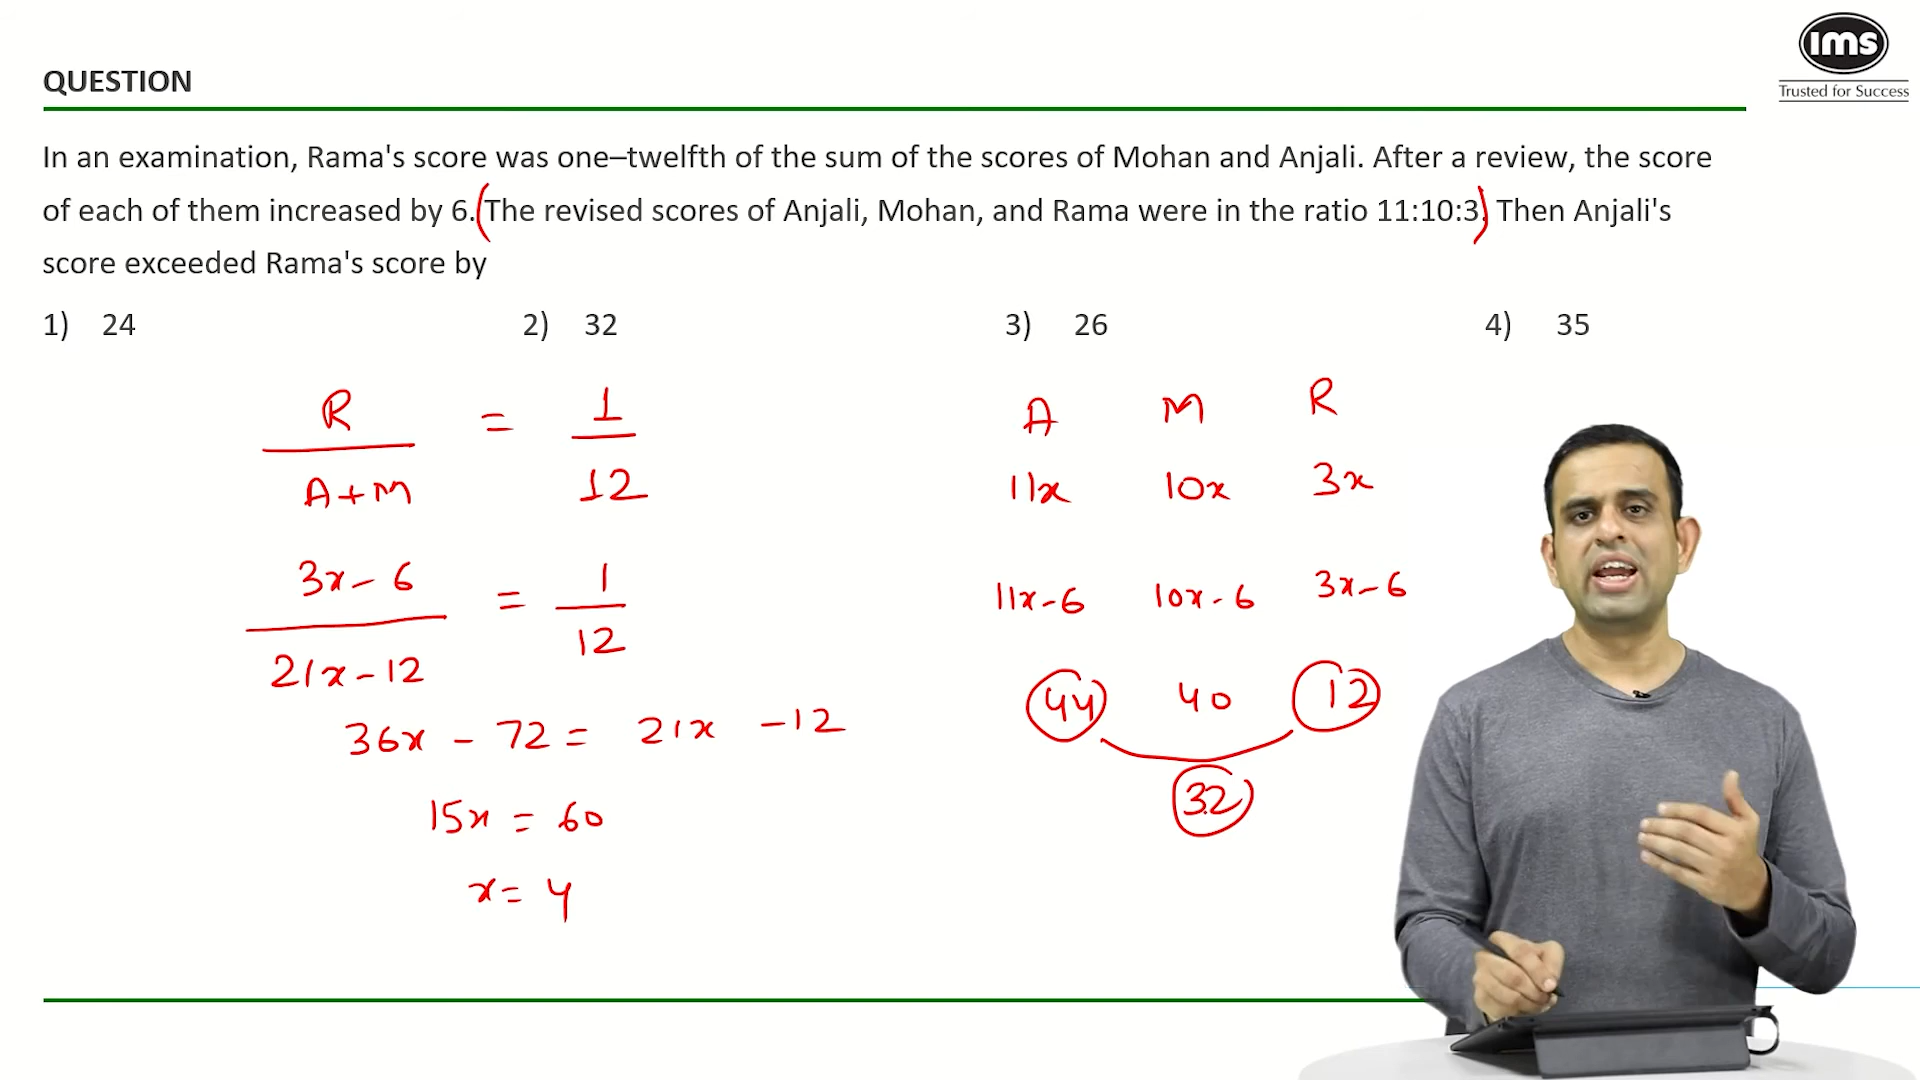 ims
Trusted for Success
QUESTION
In an examination, Rama's score was one–twelfth of the sum of the scores of Mohan and Anjali. After a review, the score
of each of them increased by 6. (The revised scores of Anjali, Mohan, and Rama were in the ratio 11:10:3.) Then Anjali's
score exceeded Rama's score by
1) 24 2) 32 3) 26 4) 35
R / A+M = 1 / 12
3x-6 / 21x-12 = 1 / 12
36x - 72 = 21x - 12
15x = 60
x = 4
A M R
11x 10x 3x
11x-6 10x-6 3x-6
44 40 12
32